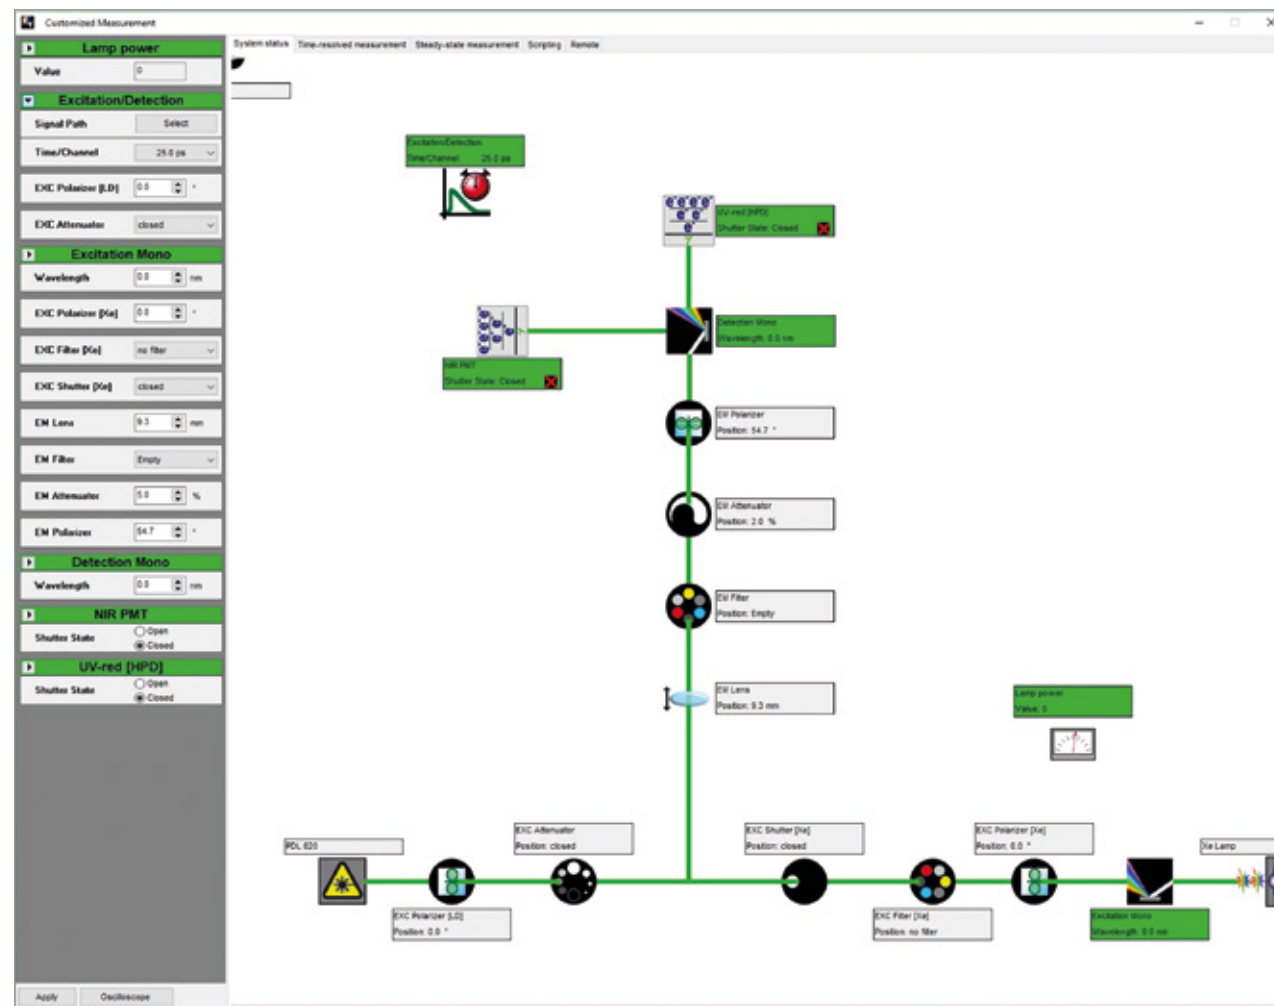 Customized Measurement
Lamp power
Value 0
Excitation/Detection
Signal Path Select
Time/Channel 25.0 ps
EXC Polarizer [LD] 0.0 °
EXC Attenuator closed
Excitation Mono
Wavelength 0.0 nm
EXC Polarizer [Xe] 0.0 °
EXC Filter [Xe] no filter
EXC Shutter [Xe] closed
EM Lens 9.3 mm
EM Filter Empty
EM Attenuator 5.0 %
EM Polarizer 54.7 °
Detection Mono
Wavelength 0.0 nm
NIR PMT
Shutter State Open
Closed
UV-red [HPD]
Shutter State Open
Closed
Apply Oscilloscope
System status Time-resolved measurement Steady-state measurement Scripting Remote
Excitation/Detection
Time/Channel 25.0 ps
e⁻ e⁻ e⁻ e⁻
e⁻ e⁻
e⁻
UV-red [HPD]
Shutter State: Closed
Detection Mono
Wavelength: 0.0 nm
NIR PMT
Shutter State: Closed
EM Polarizer
Position: 54.7 °
EM Attenuator
Position: 2.0 %
EM Filter
Position: Empty
EM Lens
Position: 9.3 mm
Lamp power
Value: 0
PDL 820
EXC Polarizer [LD]
Position: 0.0 °
EXC Attenuator
Position: closed
EXC Shutter [Xe]
Position: closed
EXC Filter [Xe]
Position: no filter
EXC Polarizer [Xe]
Position: 0.0 °
Excitation Mono
Wavelength: 0.0 nm
Xe Lamp